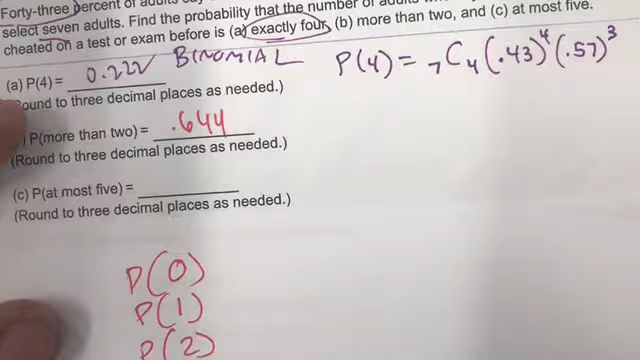 Forty-three percent of adults say
select seven adults. Find the probability that the number of adults
cheated on a test or exam before is (a) exactly four, (b) more than two, and (c) at most five.
(a) P(4) = 0.222 BINOMIAL P(4) = ₇C₄(.43)⁴(.57)³
Round to three decimal places as needed.)
) P(more than two) = .644
(Round to three decimal places as needed.)
(c) P(at most five) =
(Round to three decimal places as needed.)
P(0)
P(1)
P(2)